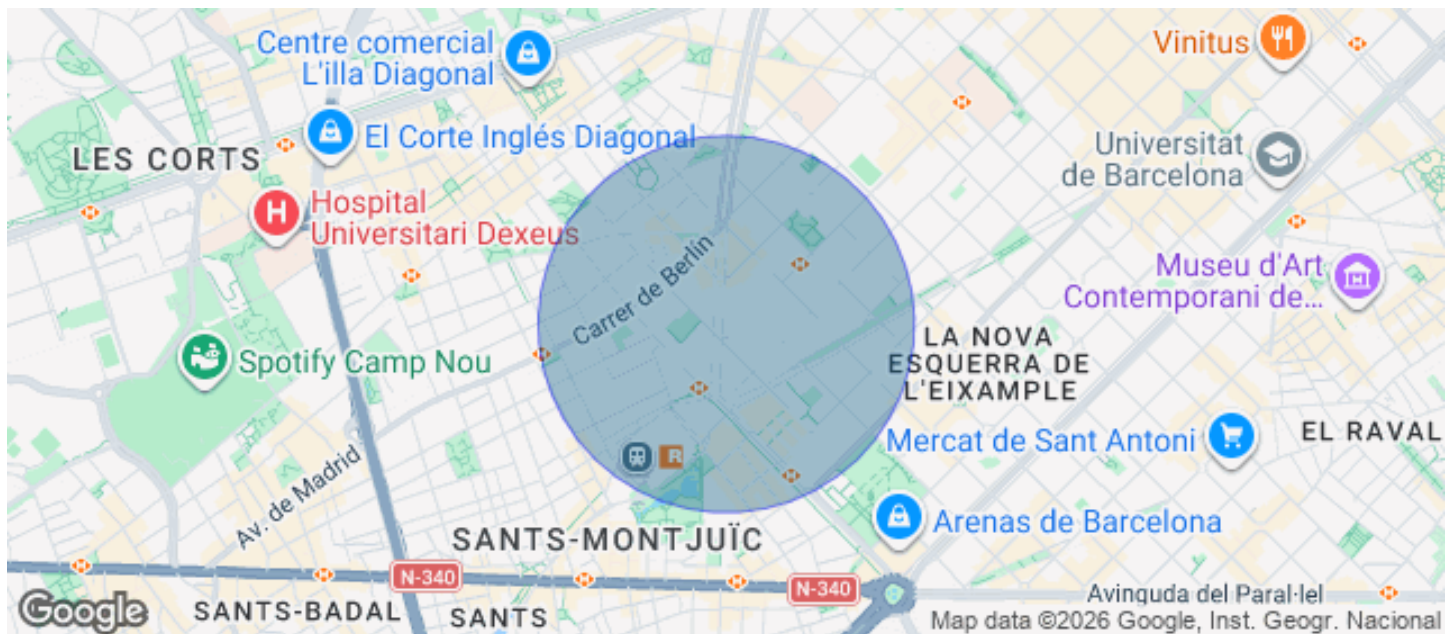 Centre comercial
L'illa Diagonal
Vinitus
El Corte Inglés Diagonal
LES CORTS
Universitat
de Barcelona
H
Hospital
Universitari Dexeus
Carrer de Berlín
Museu d'Art
Contemporani de...
Spotify Camp Nou
LA NOVA
ESQUERRA DE
L'EIXAMPLE
Mercat de Sant Antoni
EL RAVAL
R
Av. de Madrid
Arenas de Barcelona
SANTS-MONTJUÏC
N-340
N-340
Avinguda del Paral·lel
Google
SANTS-BADAL
SANTS
Map data ©2026 Google, Inst. Geogr. Nacional